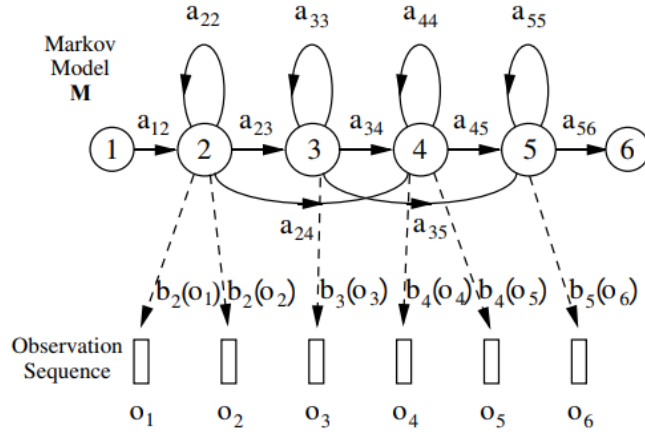 a₂₂ a₃₃ a₄₄ a₅₅
Markov
Model
M
a₁₂ a₂₃ a₃₄ a₄₅ a₅₆
1 2 3 4 5 6
a₂₄ a₃₅
b₂(o₁) b₂(o₂) b₃(o₃) b₄(o₄) b₄(o₅) b₅(o₆)
Observation
Sequence
o₁ o₂ o₃ o₄ o₅ o₆